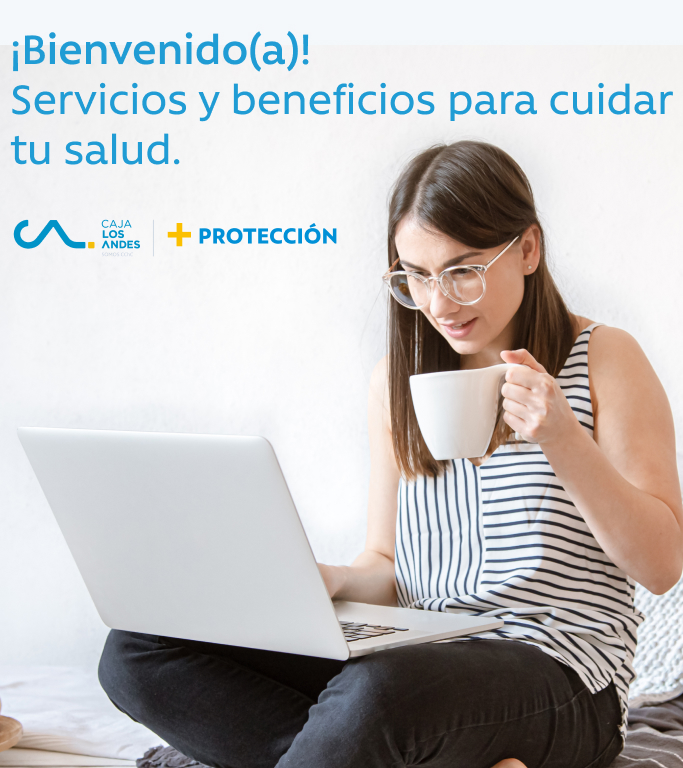 ¡Bienvenido(a)!
Servicios y beneficios para cuidar
tu salud.
CAJA
LOS
ANDES
+ PROTECCIÓN